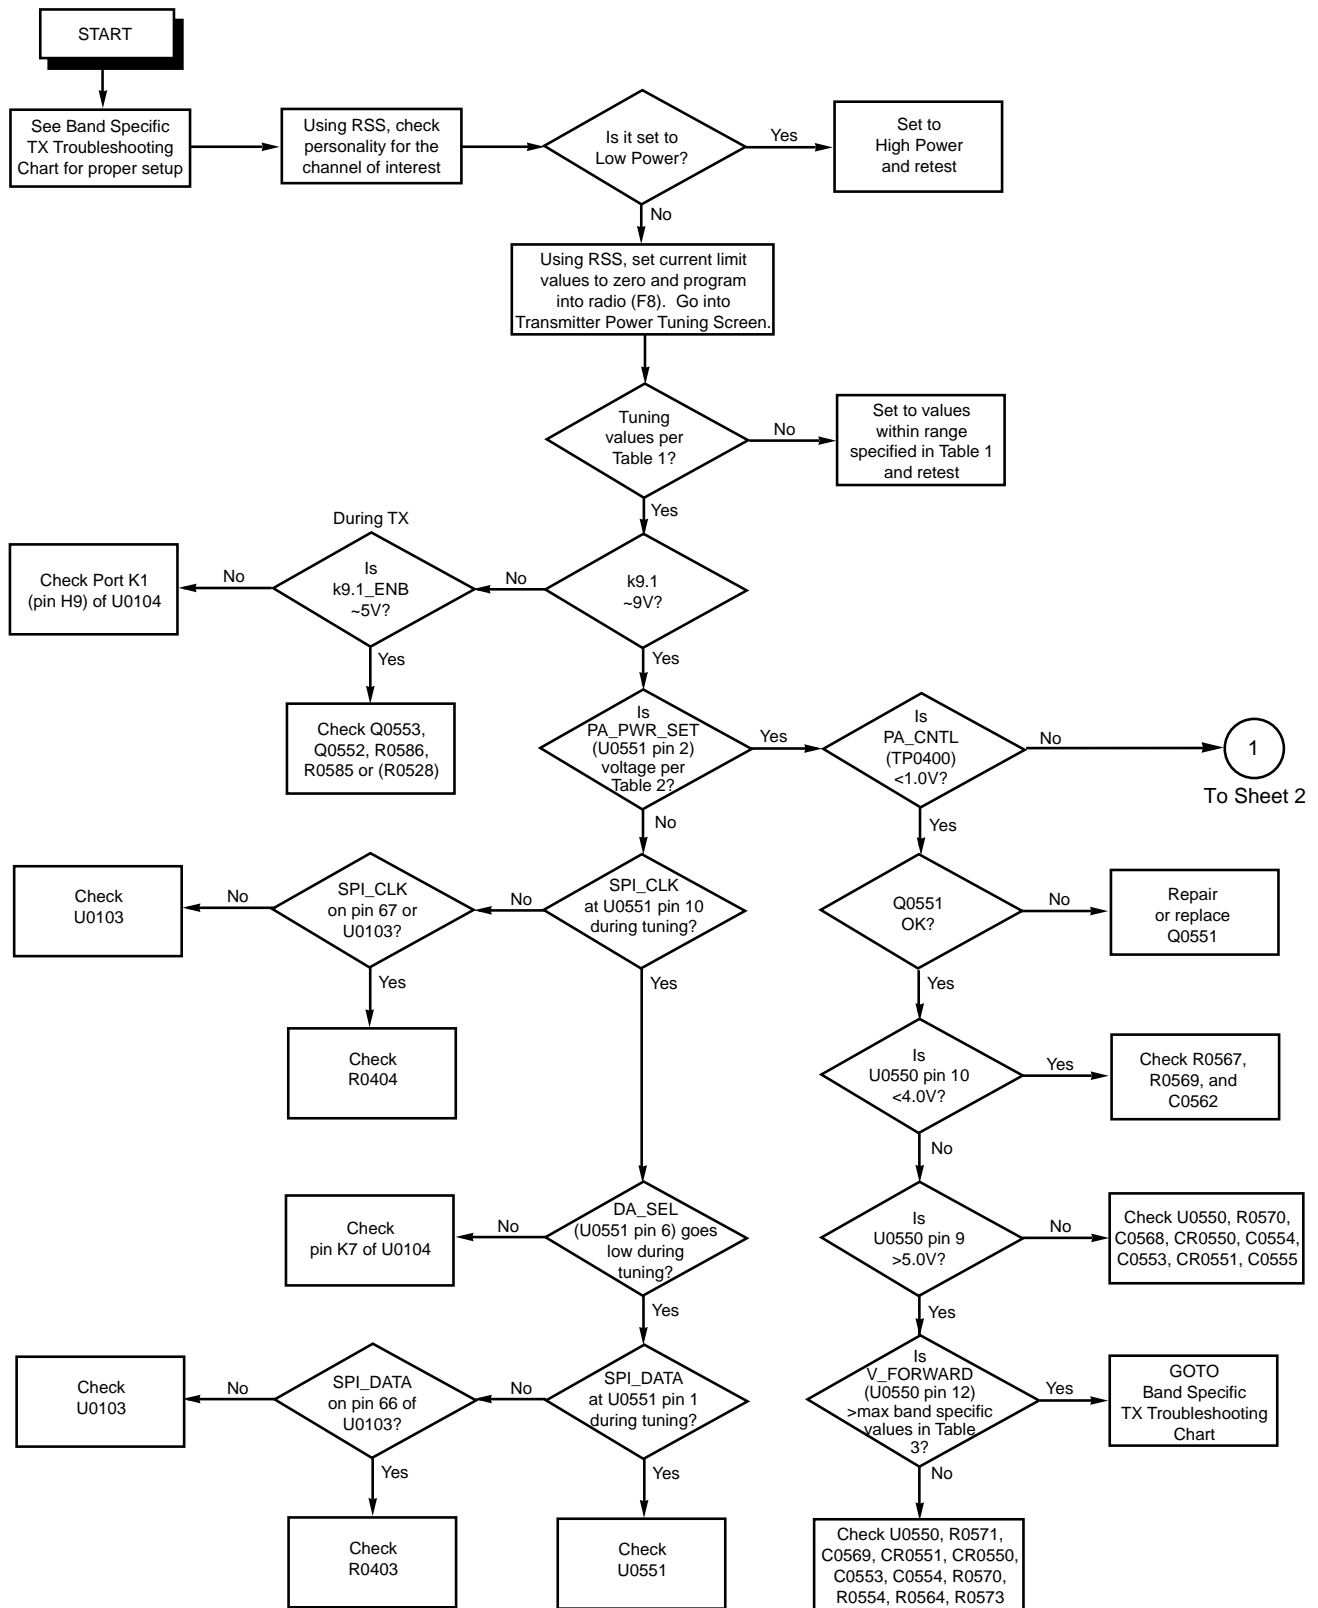 START
See Band Specific
TX Troubleshooting
Chart for proper setup
Using RSS, check
personality for the
channel of interest
Is it set to
Low Power?
Yes
Set to
High Power
and retest
No
Using RSS, set current limit
values to zero and program
into radio (F8).  Go into
Transmitter Power Tuning Screen.
Tuning
values per
Table 1?
No
Set to values
within range
specified in Table 1
and retest
Yes
During TX
Check Port K1
(pin H9) of U0104
No
Is
k9.1_ENB
~5V?
No
k9.1
~9V?
Yes
Check Q0553,
Q0552, R0586,
R0585 or (R0528)
Yes
Is
PA_PWR_SET
(U0551 pin 2)
voltage per
Table 2?
Yes
Is
PA_CNTL
(TP0400)
<1.0V?
No
1
To Sheet 2
No
Yes
Check
U0103
No
SPI_CLK
on pin 67 or
U0103?
No
SPI_CLK
at U0551 pin 10
during tuning?
Q0551
OK?
No
Repair
or replace
Q0551
Yes
Yes
Yes
Check
R0404
Is
U0550 pin 10
<4.0V?
Yes
Check R0567,
R0569, and
C0562
No
Check
pin K7 of U0104
No
DA_SEL
(U0551 pin 6) goes
low during
tuning?
Is
U0550 pin 9
>5.0V?
No
Check U0550, R0570,
C0568, CR0550, C0554,
C0553, CR0551, C0555
Yes
Yes
Check
U0103
No
SPI_DATA
on pin 66 of
U0103?
No
SPI_DATA
at U0551 pin 1
during tuning?
Is
V_FORWARD
(U0550 pin 12)
>max band specific
values in Table
3?
Yes
GOTO
Band Specific
TX Troubleshooting
Chart
Yes
Yes
No
Check
R0403
Check
U0551
Check U0550, R0571,
C0569, CR0551, CR0550,
C0553, C0554, R0570,
R0554, R0564, R0573